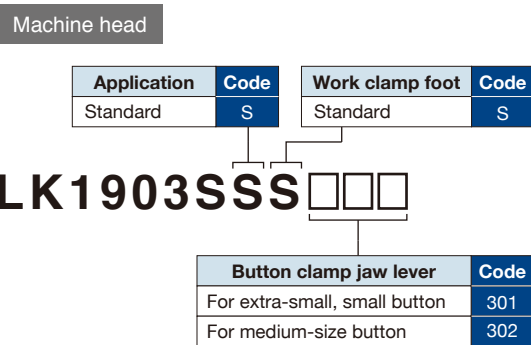 Machine head
Application Code Work clamp foot Code
Standard S Standard S
LK1903SSS□□□
Button clamp jaw lever Code
For extra-small, small button 301
For medium-size button 302